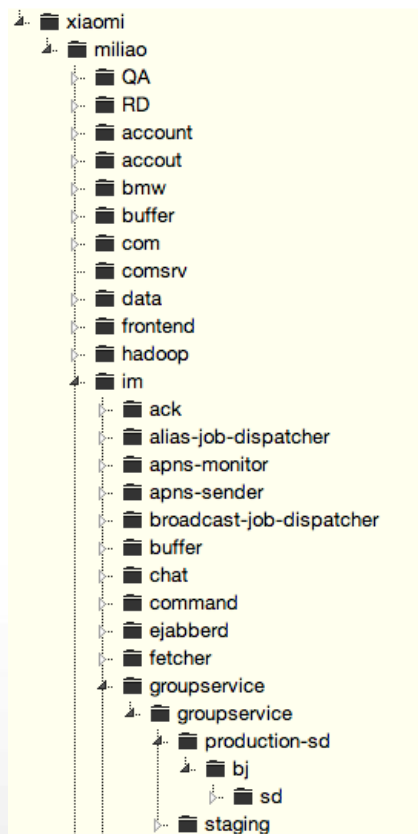 xiaomi
miliao
QA
RD
account
accout
bmw
buffer
com
comsrv
data
frontend
hadoop
im
ack
alias-job-dispatcher
apns-monitor
apns-sender
broadcast-job-dispatcher
buffer
chat
command
ejabberd
fetcher
groupservice
groupservice
production-sd
bj
sd
staging